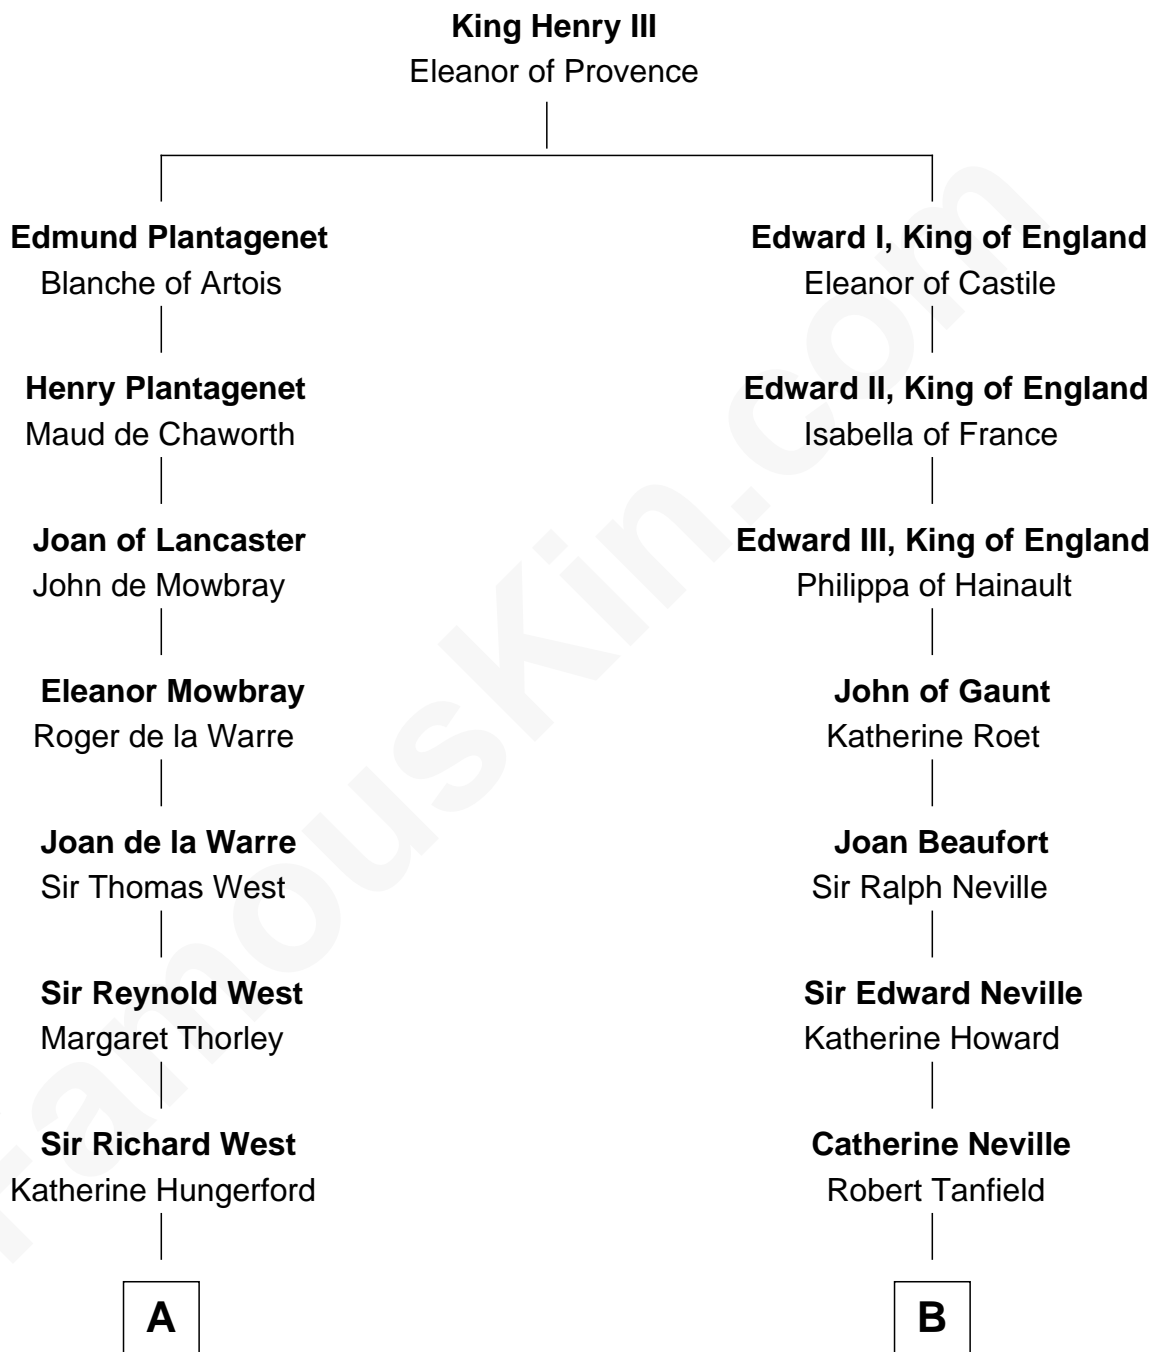 King Henry III
Eleanor of Provence
Edmund Plantagenet
Blanche of Artois
Edward I, King of England
Eleanor of Castile
Henry Plantagenet
Maud de Chaworth
Edward II, King of England
Isabella of France
Joan of Lancaster
John de Mowbray
Edward III, King of England
Philippa of Hainault
Eleanor Mowbray
Roger de la Warre
John of Gaunt
Katherine Roet
Joan de la Warre
Sir Thomas West
Joan Beaufort
Sir Ralph Neville
Sir Reynold West
Margaret Thorley
Sir Edward Neville
Katherine Howard
Sir Richard West
Katherine Hungerford
Catherine Neville
Robert Tanfield
A
B
FamousKin.com